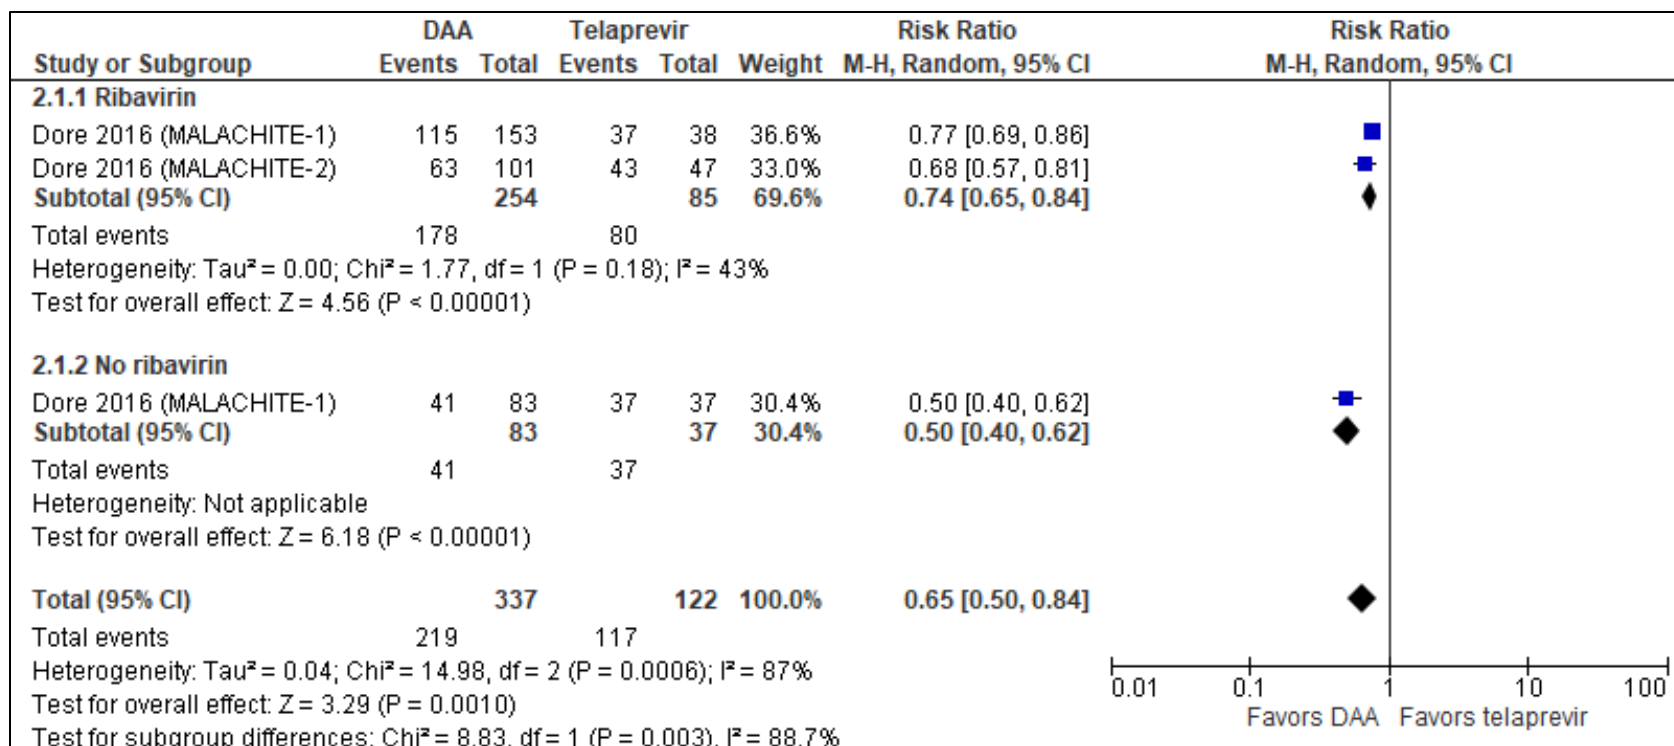 DAA Telaprevir Risk Ratio Risk Ratio
Study or Subgroup Events Total Events Total Weight M-H, Random, 95% CI M-H, Random, 95% CI
2.1.1 Ribavirin
Dore 2016 (MALACHITE-1) 115 153 37 38 36.6% 0.77 [0.69, 0.86]
Dore 2016 (MALACHITE-2) 63 101 43 47 33.0% 0.68 [0.57, 0.81]
Subtotal (95% CI) 254 85 69.6% 0.74 [0.65, 0.84]
Total events 178 80
Heterogeneity: Tau² = 0.00; Chi² = 1.77, df = 1 (P = 0.18); I² = 43%
Test for overall effect: Z = 4.56 (P < 0.00001)
2.1.2 No ribavirin
Dore 2016 (MALACHITE-1) 41 83 37 37 30.4% 0.50 [0.40, 0.62]
Subtotal (95% CI) 83 37 30.4% 0.50 [0.40, 0.62]
Total events 41 37
Heterogeneity: Not applicable
Test for overall effect: Z = 6.18 (P < 0.00001)
Total (95% CI) 337 122 100.0% 0.65 [0.50, 0.84]
Total events 219 117
Heterogeneity: Tau² = 0.04; Chi² = 14.98, df = 2 (P = 0.0006); I² = 87%
Test for overall effect: Z = 3.29 (P = 0.0010)
Test for subgroup differences: Chi² = 8.83, df = 1 (P = 0.003), I² = 88.7%
0.01 0.1 1 10 100
Favors DAA Favors telaprevir